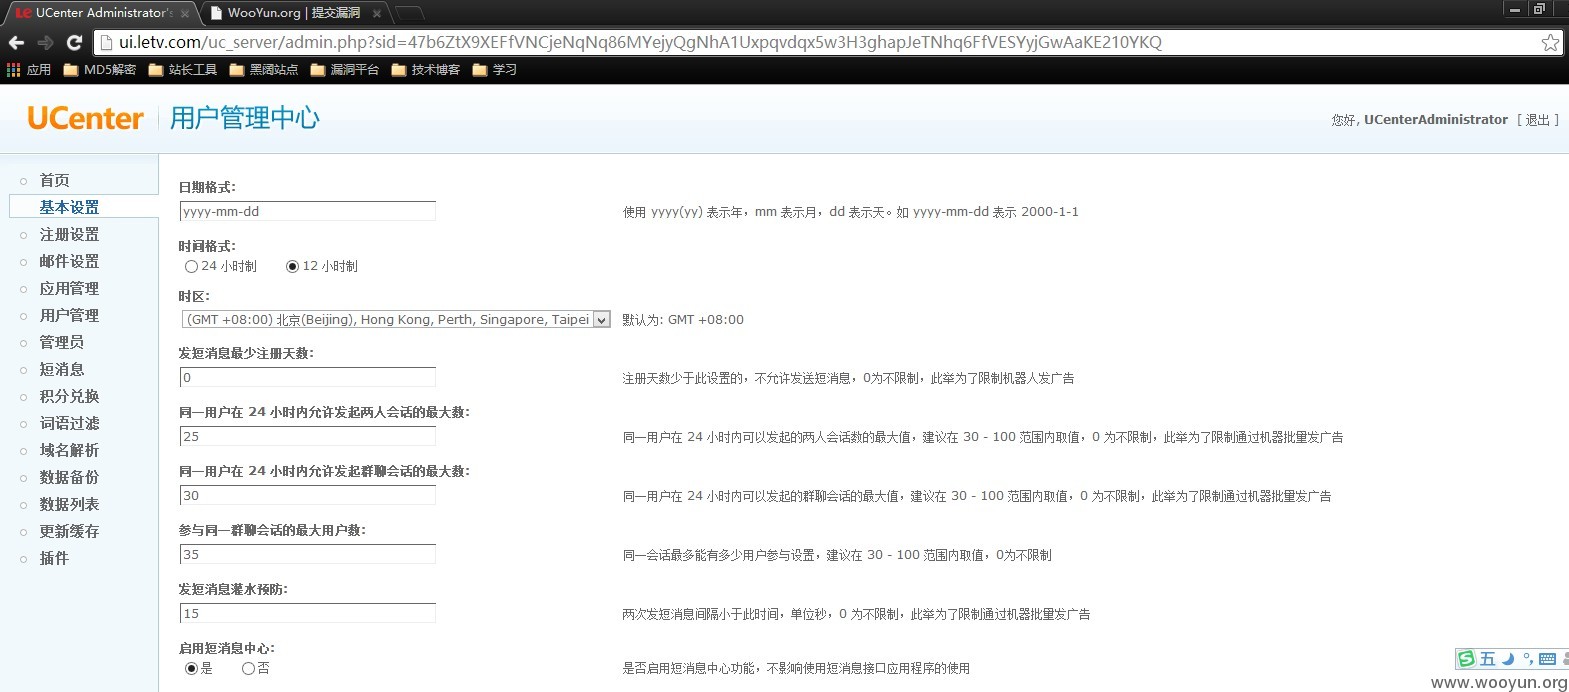 UCenter Administrator's
WooYun.org | 提交漏洞
ui.letv.com/uc_server/admin.php?sid=47b6ZtX9XEFfVNCjeNqNq86MYejyQgNhA1Uxpqvdqx5w3H3ghapJeTNhq6FfVESYyjGwAaKE210YKQ
应用 MD5解密 站长工具 黑阔站点 漏洞平台 技术博客 学习
UCenter 用户管理中心
您好, UCenterAdministrator [ 退出 ]
首页
基本设置
注册设置
邮件设置
应用管理
用户管理
管理员
短消息
积分兑换
词语过滤
域名解析
数据备份
数据列表
更新缓存
插件
日期格式:
yyyy-mm-dd 使用 yyyy(yy) 表示年，mm 表示月，dd 表示天。如 yyyy-mm-dd 表示 2000-1-1
时间格式:
24 小时制 12 小时制
时区:
(GMT +08:00) 北京(Beijing), Hong Kong, Perth, Singapore, Taipei 默认为: GMT +08:00
发短消息最少注册天数:
0 注册天数少于此设置的，不允许发送短消息，0为不限制，此举为了限制机器人发广告
同一用户在 24 小时内允许发起两人会话的最大数:
25 同一用户在 24 小时内可以发起的两人会话数的最大值，建议在 30 - 100 范围内取值，0 为不限制，此举为了限制通过机器批量发广告
同一用户在 24 小时内允许发起群聊会话的最大数:
30 同一用户在 24 小时内可以发起的群聊会话的最大值，建议在 30 - 100 范围内取值，0 为不限制，此举为了限制通过机器批量发广告
参与同一群聊会话的最大用户数:
35 同一会话最多能有多少用户参与设置，建议在 30 - 100 范围内取值，0为不限制
发短消息灌水预防:
15 两次发短消息间隔小于此时间，单位秒，0 为不限制，此举为了限制通过机器批量发广告
启用短消息中心:
是 否 是否启用短消息中心功能，不影响使用短消息接口应用程序的使用
五
www.wooyun.org